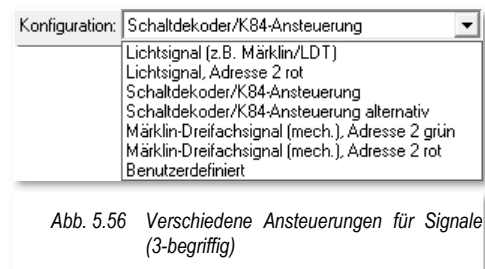 Konfiguration: Schaltdekoder/K84-Ansteuerung
Lichtsignal (z.B. Märklin/LDT)
Lichtsignal, Adresse 2 rot
Schaltdekoder/K84-Ansteuerung
Schaltdekoder/K84-Ansteuerung alternativ
Märklin-Dreifachsignal (mech.), Adresse 2 grün
Märklin-Dreifachsignal (mech.), Adresse 2 rot
Benutzerdefiniert
Abb. 5.56 Verschiedene Ansteuerungen für Signale
(3-begriffig)